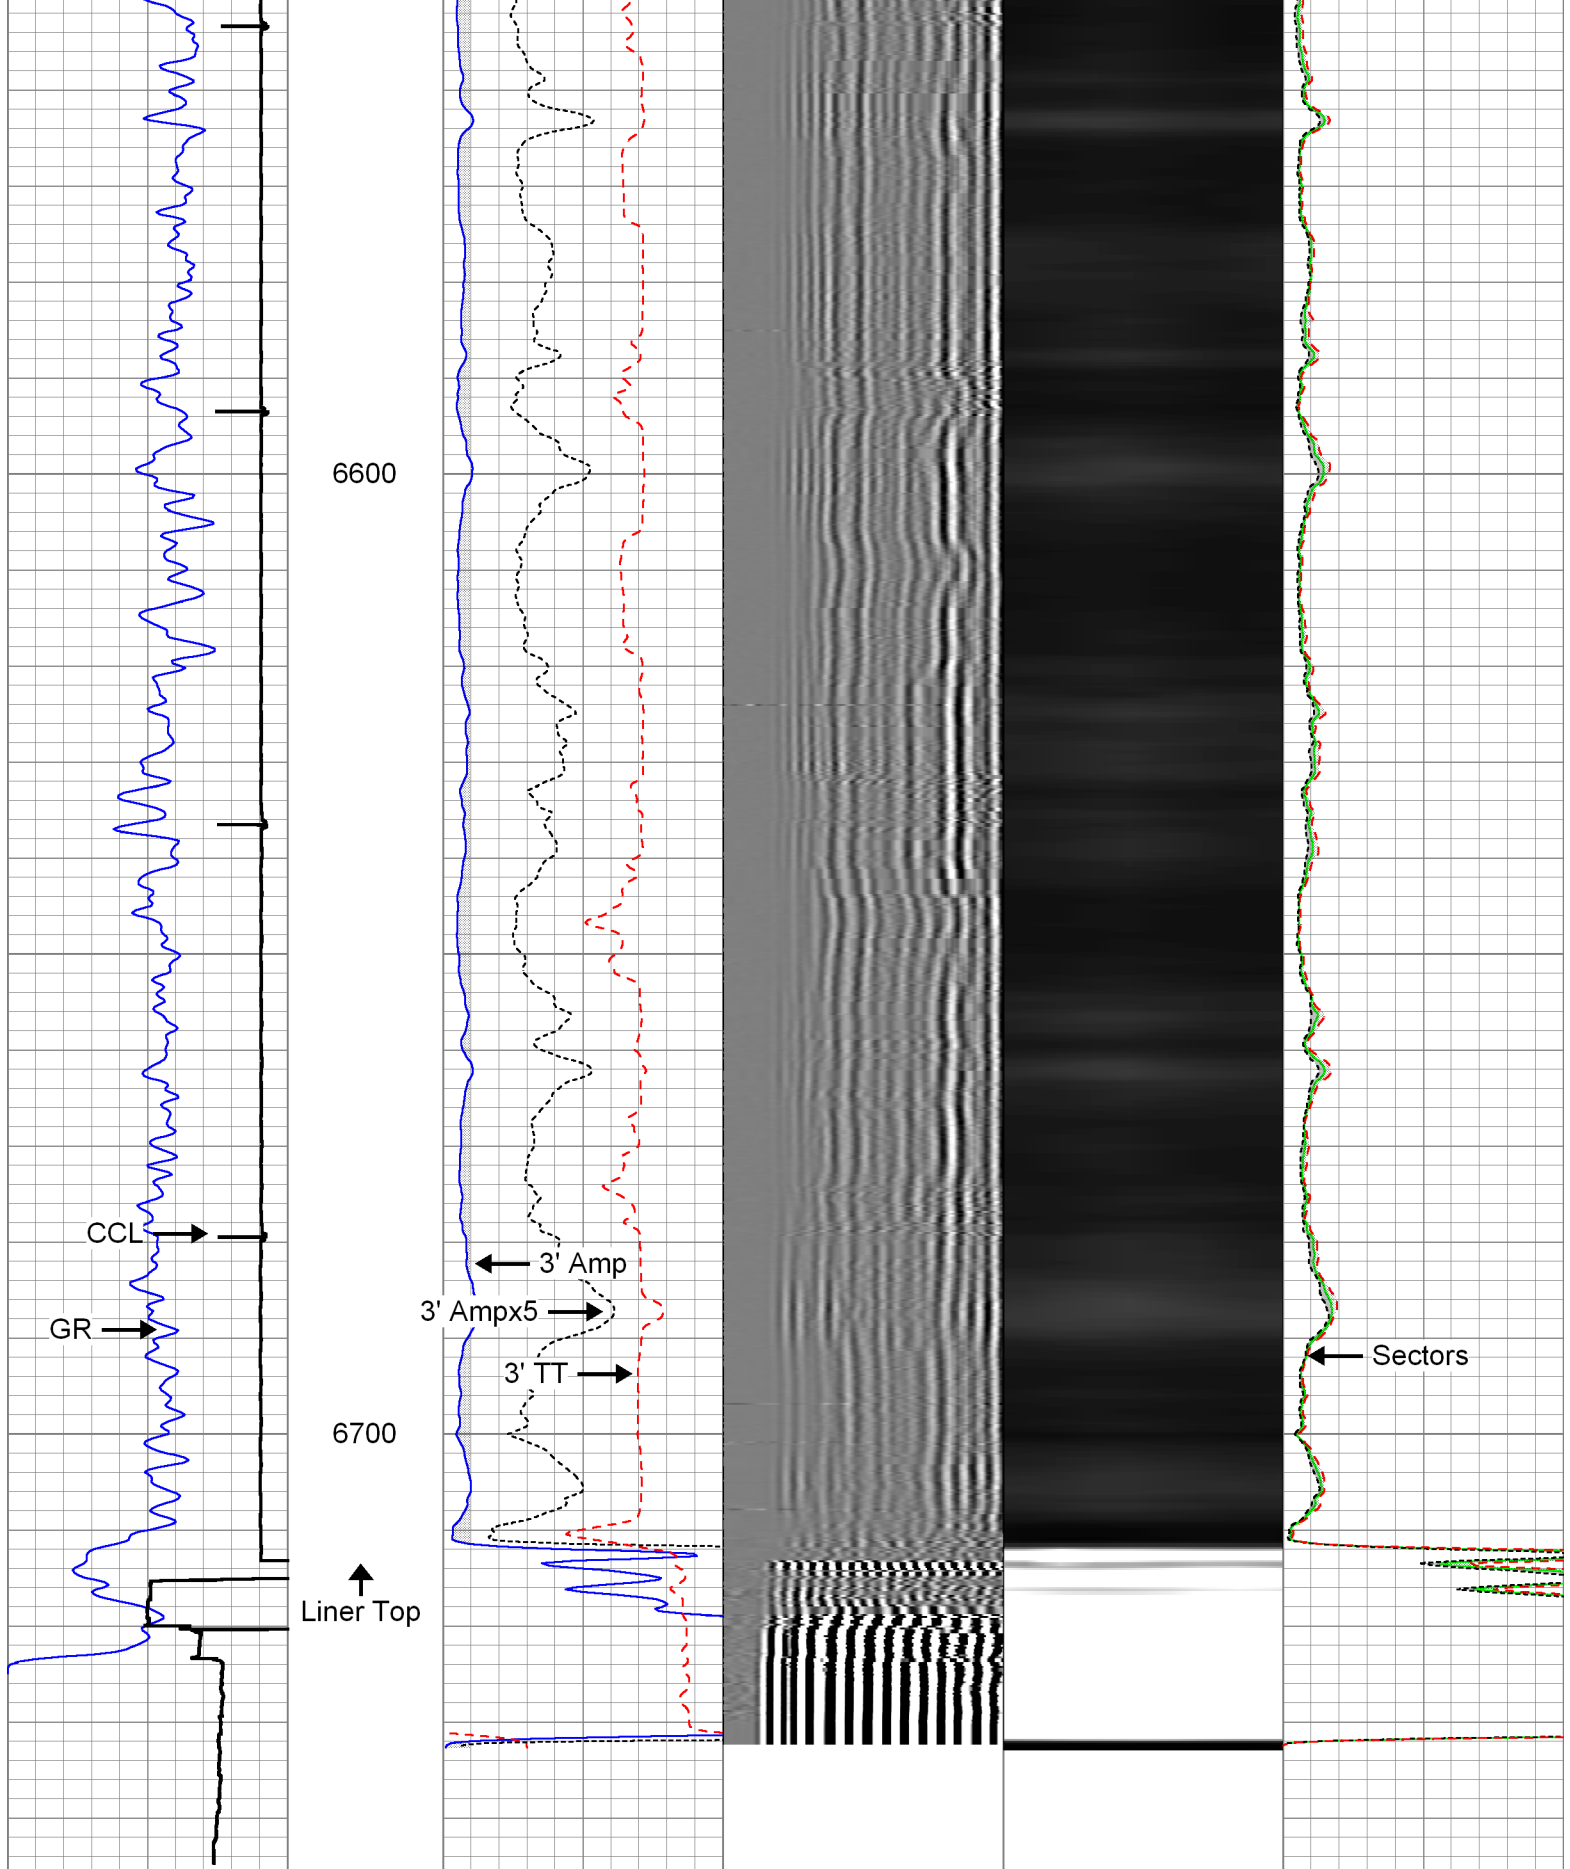 6600
CCL
3' Amp
3' Ampx5
GR
Sectors
3' TT
6700
Liner Top